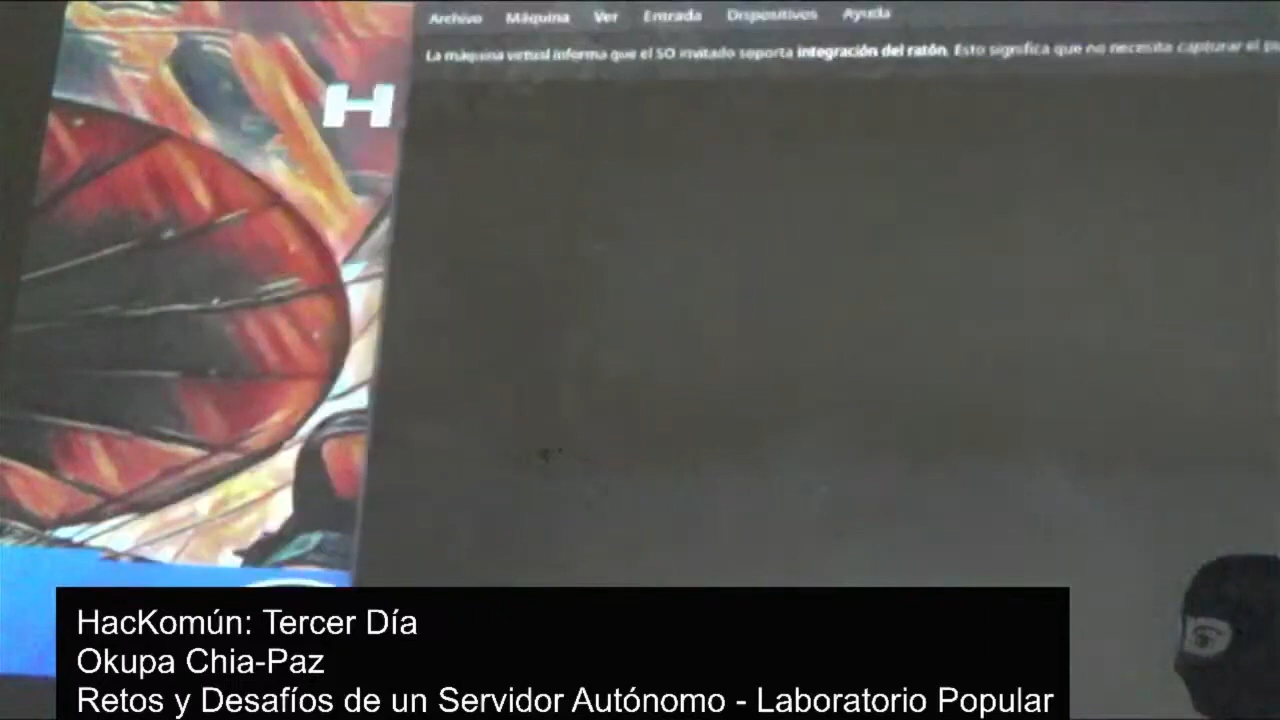 Archivo Máquina Ver Entrada Dispositivos Ayuda
La máquina virtual informa que el SO invitado soporta integración del ratón. Esto significa que no necesita capturar el
H
HacKomún: Tercer Día
Okupa Chia-Paz
Retos y Desafíos de un Servidor Autónomo - Laboratorio Popular